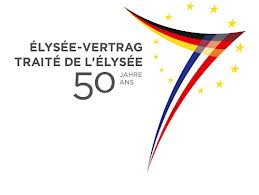 ÉLYSÉE-VERTRAG
TRAITÉ DE L'ÉLYSÉE
50 JAHRE
ANS